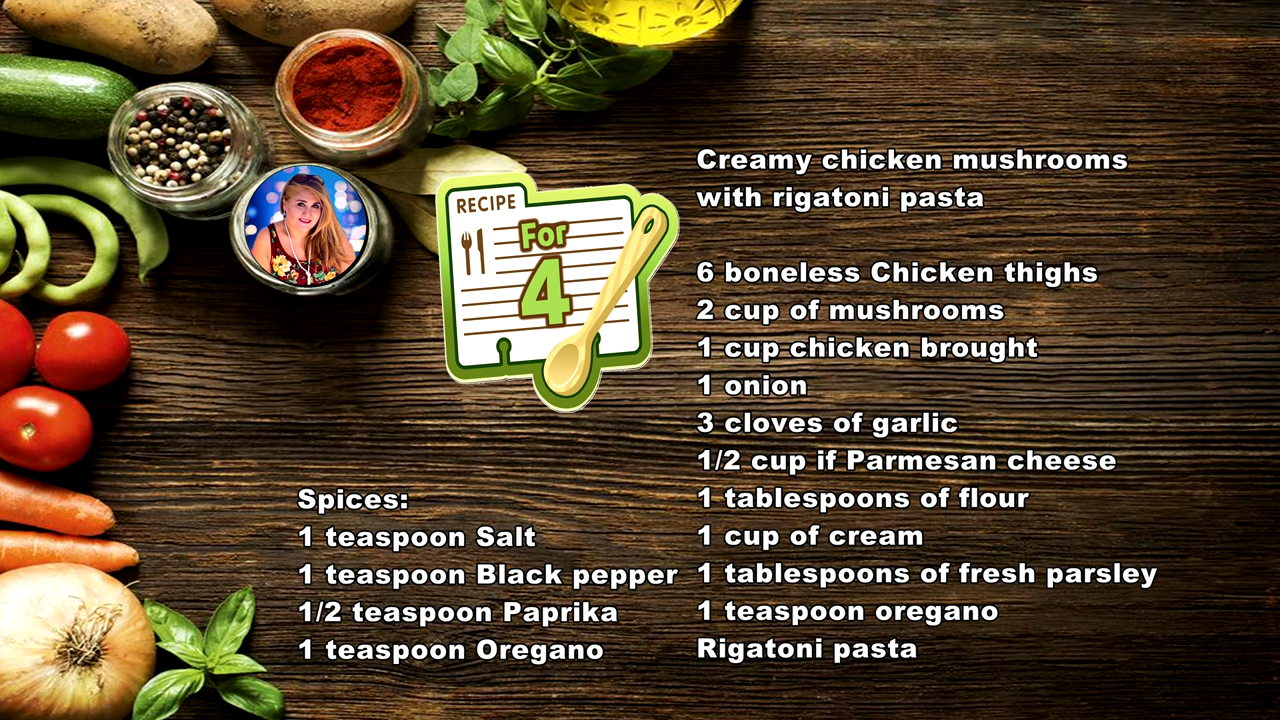 RECIPE
For
4
Creamy chicken mushrooms
with rigatoni pasta
6 boneless Chicken thighs
2 cup of mushrooms
1 cup chicken brought
1 onion
3 cloves of garlic
1/2 cup if Parmesan cheese
1 tablespoons of flour
1 cup of cream
1 tablespoons of fresh parsley
1 teaspoon oregano
Rigatoni pasta
Spices:
1 teaspoon Salt
1 teaspoon Black pepper
1/2 teaspoon Paprika
1 teaspoon Oregano